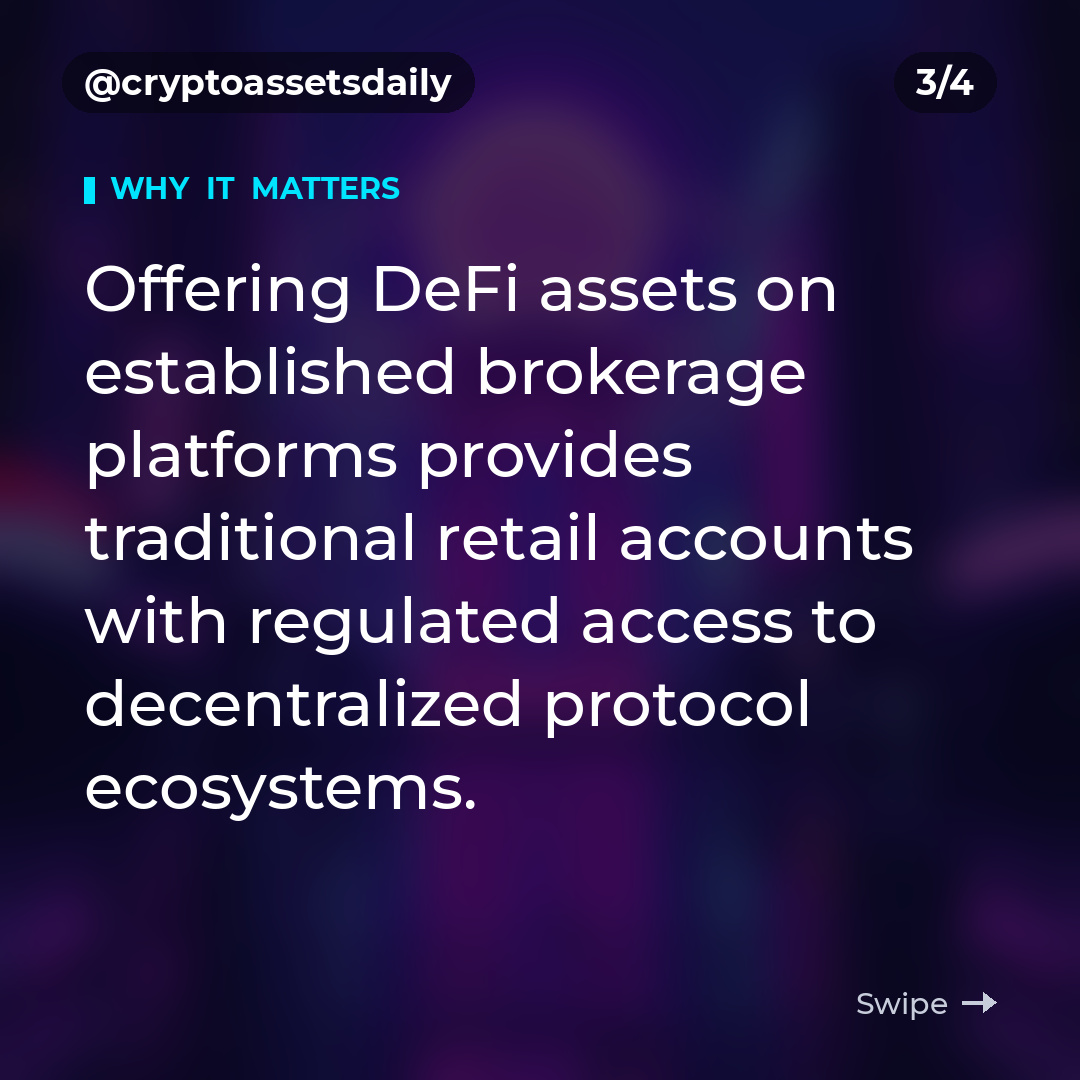 @cryptoassetsdaily
3/4
WHY IT MATTERS
Offering DeFi assets on
established brokerage
platforms provides
traditional retail accounts
with regulated access to
decentralized protocol
ecosystems.
Swipe